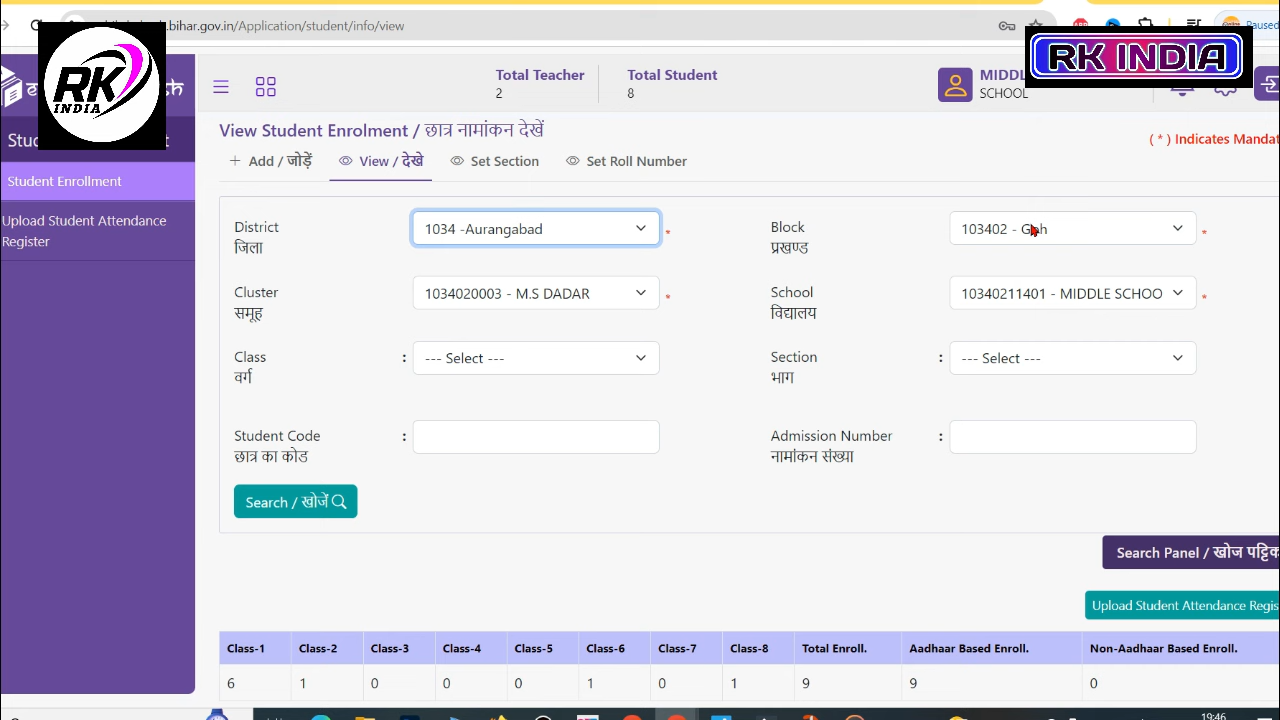 .bihar.gov.in/Application/student/info/view
Paused
RK
INDIA
RK INDIA
Total Teacher
2
Total Student
8
MIDDL
SCHOOL
View Student Enrolment / छात्र नामांकन देखें
( * ) Indicates Mandat
+ Add / जोड़ें
View / देखे
Set Section
Set Roll Number
Student Enrollment
Upload Student Attendance
Register
District
जिला
1034 -Aurangabad
*
Block
प्रखण्ड
103402 - Goh
*
Cluster
समूह
1034020003 - M.S DADAR
*
School
विद्यालय
10340211401 - MIDDLE SCHOO
*
Class
वर्ग
:
--- Select ---
Section
भाग
:
--- Select ---
Student Code
छात्र का कोड
:
Admission Number
नामांकन संख्या
:
Search / खोजें
Search Panel / खोज पट्टिक
Upload Student Attendance Regis
Class-1 Class-2 Class-3 Class-4 Class-5 Class-6 Class-7 Class-8 Total Enroll. Aadhaar Based Enroll. Non-Aadhaar Based Enroll.
6 1 0 0 0 1 0 1 9 9 0
19:46